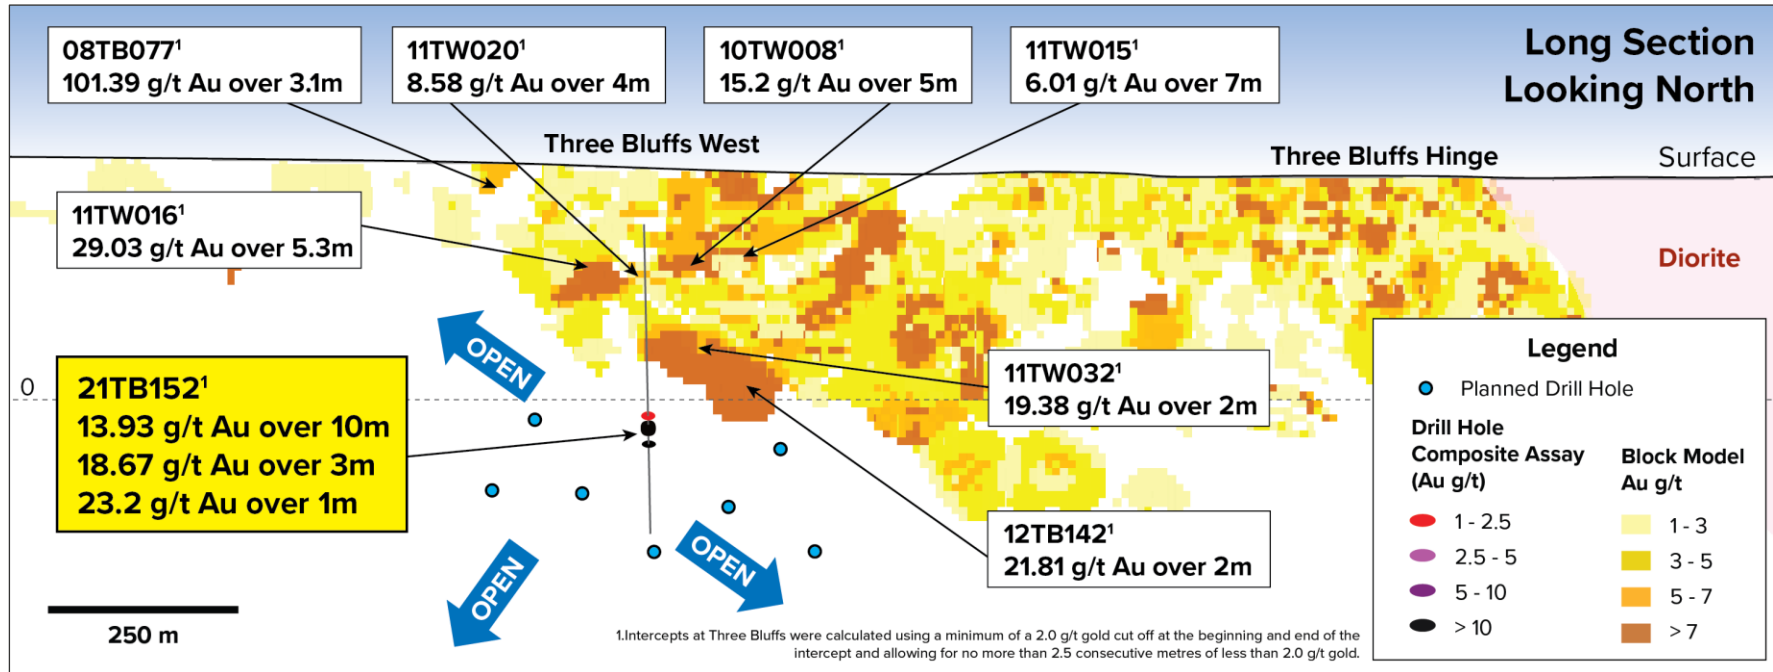 Long Section
Looking North
08TB077¹
101.39 g/t Au over 3.1m
11TW020¹
8.58 g/t Au over 4m
10TW008¹
15.2 g/t Au over 5m
11TW015¹
6.01 g/t Au over 7m
Three Bluffs West
Three Bluffs Hinge
Surface
11TW016¹
29.03 g/t Au over 5.3m
Diorite
OPEN
0
21TB152¹
13.93 g/t Au over 10m
18.67 g/t Au over 3m
23.2 g/t Au over 1m
11TW032¹
19.38 g/t Au over 2m
12TB142¹
21.81 g/t Au over 2m
OPEN
OPEN
250 m
Legend
Planned Drill Hole
Drill Hole
Composite Assay
(Au g/t)
1 - 2.5
2.5 - 5
5 - 10
> 10
Block Model
Au g/t
1 - 3
3 - 5
5 - 7
> 7
1.Intercepts at Three Bluffs were calculated using a minimum of a 2.0 g/t gold cut off at the beginning and end of the
intercept and allowing for no more than 2.5 consecutive metres of less than 2.0 g/t gold.